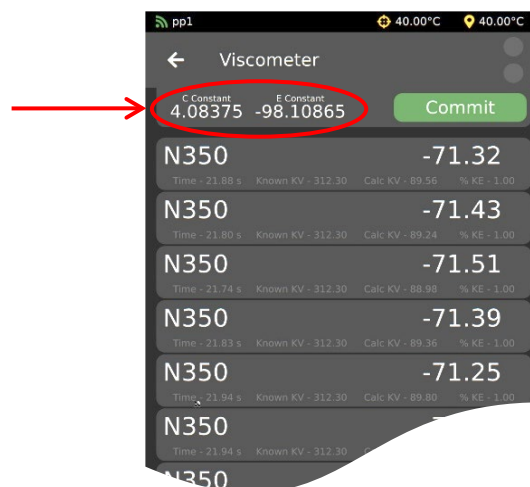 pp1 40.00°C 40.00°C
Viscometer
C Constant E Constant
4.08375 -98.10865 Commit
N350 -71.32
Time - 21.88 s Known KV - 312.30 Calc KV - 89.56 % KE - 1.00
N350 -71.43
Time - 21.80 s Known KV - 312.30 Calc KV - 89.24 % KE - 1.00
N350 -71.51
Time - 21.74 s Known KV - 312.30 Calc KV - 88.98 % KE - 1.00
N350 -71.39
Time - 21.83 s Known KV - 312.30 Calc KV - 89.36 % KE - 1.00
N350 -71.25
Time - 21.94 s Known KV - 312.30 Calc KV - 89.80 % KE - 1.00
N350
Time - 21.94 s Known KV - 312.30
N350